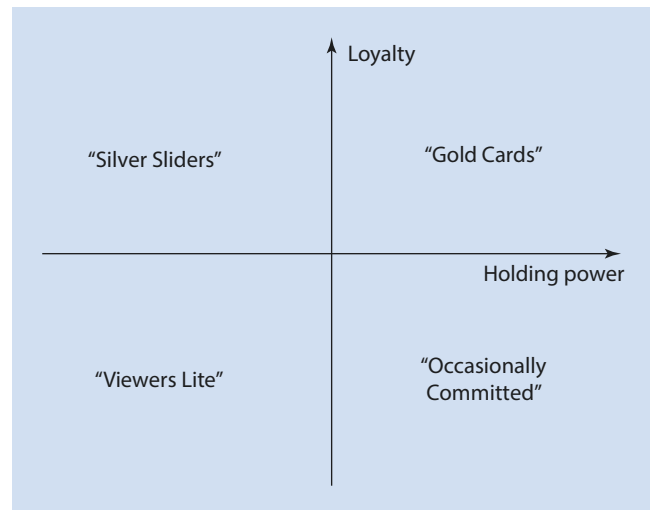 Loyalty
“Silver Sliders”
“Gold Cards”
Holding power
“Viewers Lite”
“Occasionally
Committed”